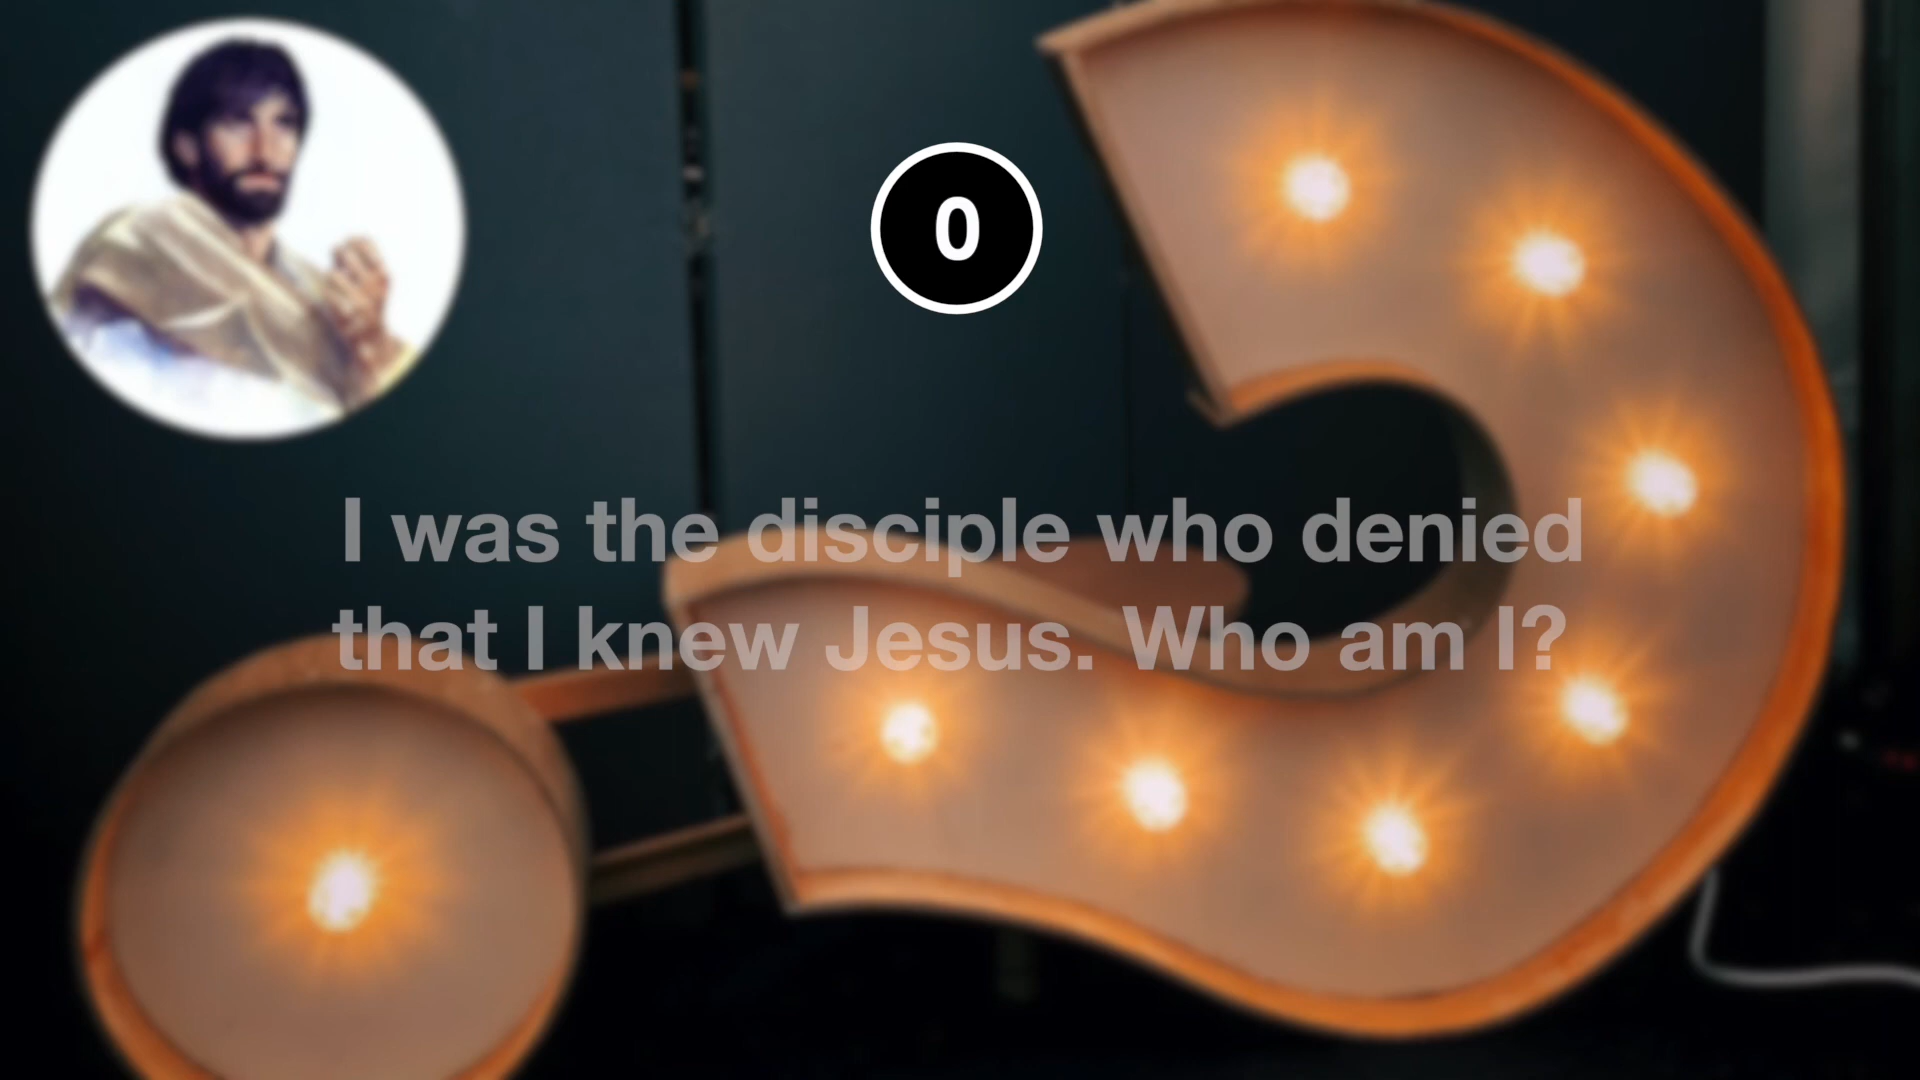 0
I was the disciple who denied
that I knew Jesus. Who am I?